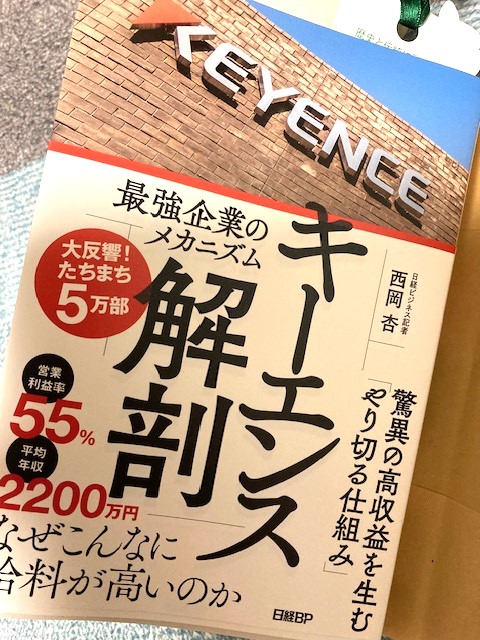 KEYENCE
最強企業の
メカニズム
キーエンス
解剖
大反響!
たちまち
5万部
日経ビジネス記者
西岡 杏
営業
利益率
55%
平均
年収
2200万円
なぜこんなに
給料が高いのか
驚異の高収益を生む
「やり切る仕組み」
日経BP